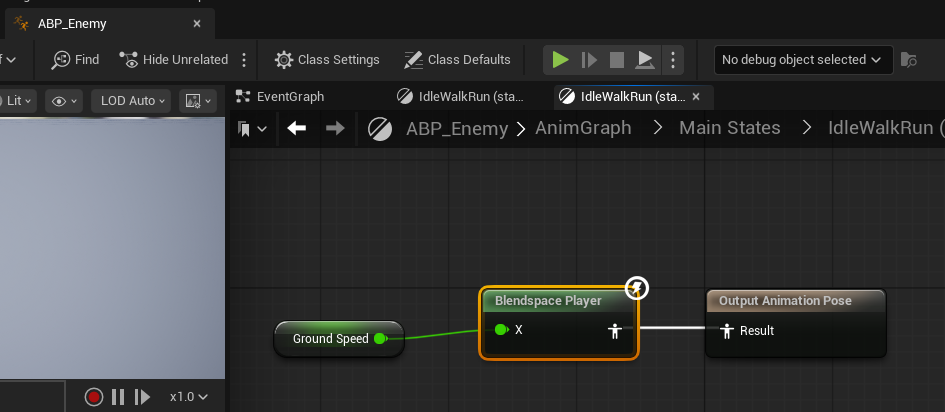 ABP_Enemy
Find
Hide Unrelated
Class Settings
Class Defaults
No debug object selected
Lit
LOD Auto
EventGraph
IdleWalkRun (sta...
IdleWalkRun (sta...
ABP_Enemy > AnimGraph > Main States > IdleWalkRun (
Blendspace Player
Output Animation Pose
Ground Speed
X
Result
x1.0